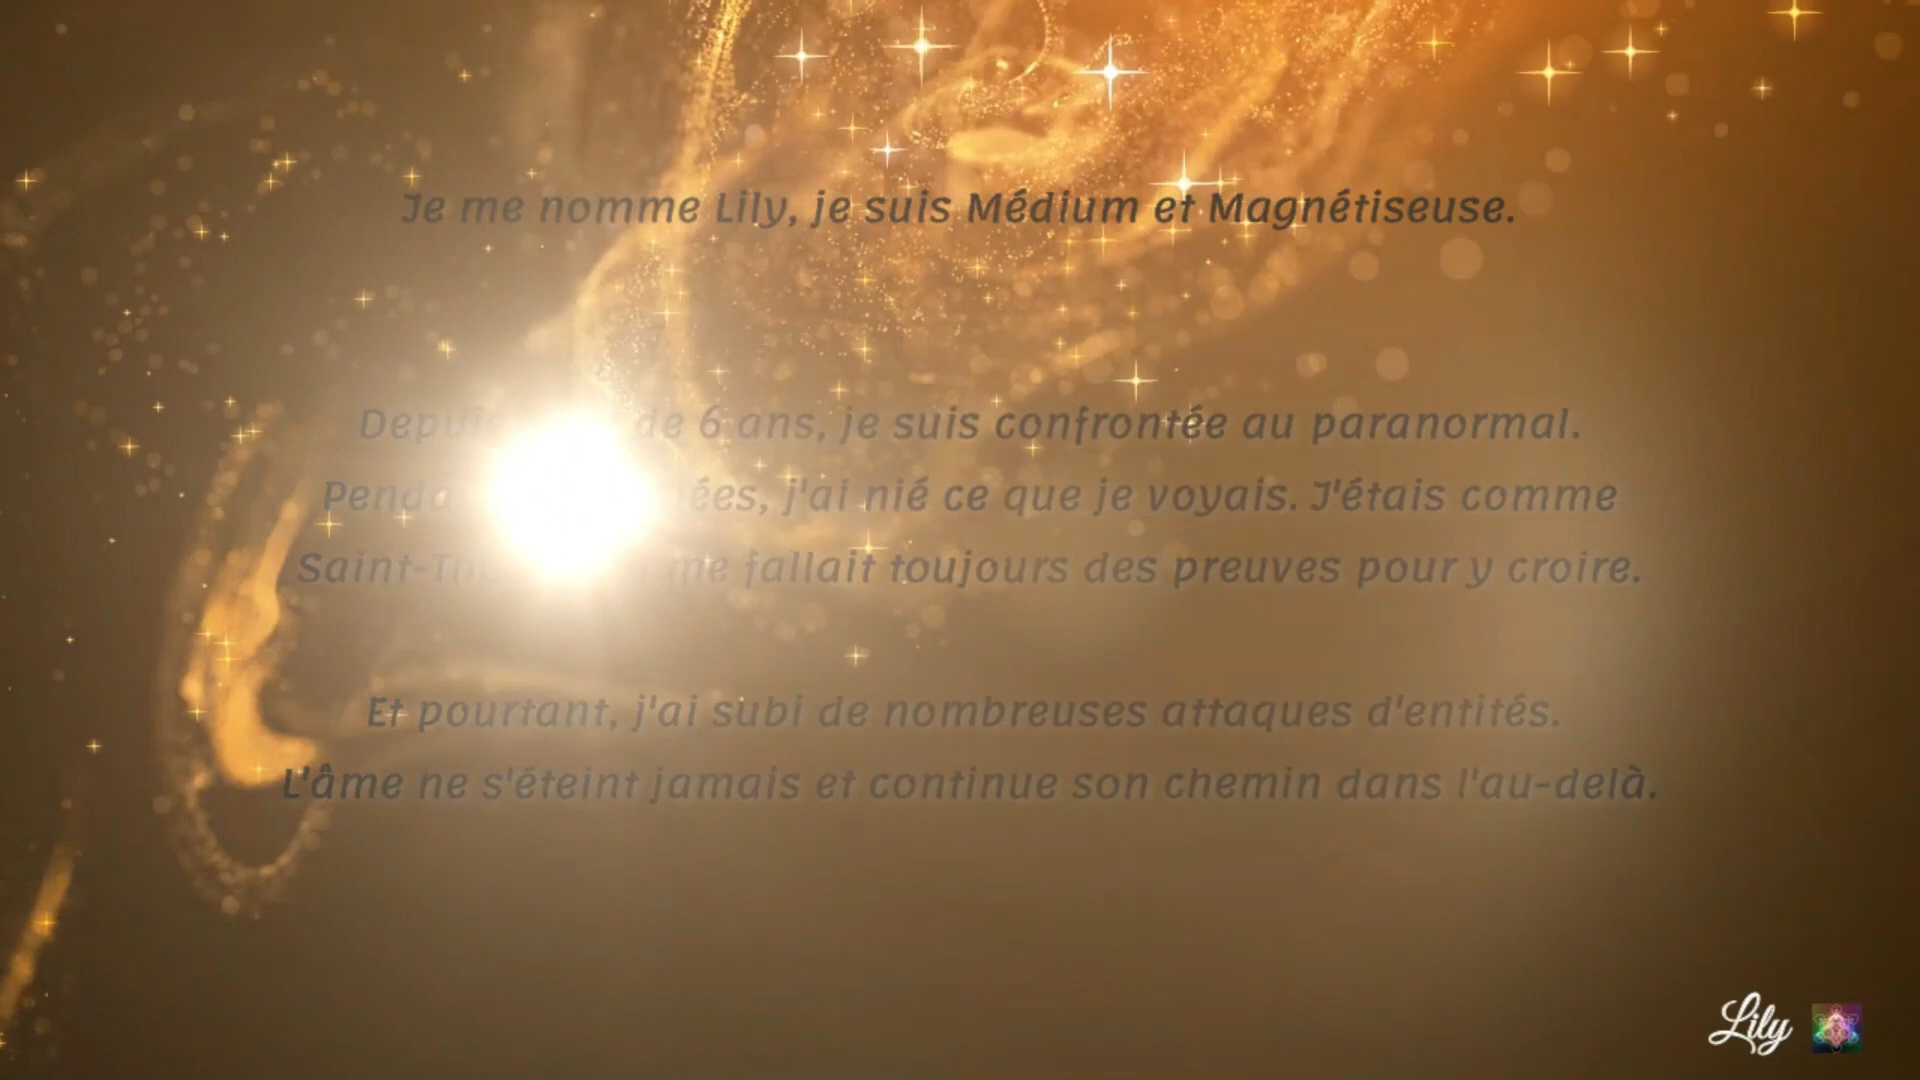 Je me nomme Lily, je suis Médium et Magnétiseuse.
Depuis de 6 ans, je suis confrontée au paranormal.
j'ai nié ce que je voyais. J'étais comme
me fallait toujours des preuves pour y croire.
Et pourtant, j'ai subi de nombreuses attaques d'entités.
L'âme ne s'éteint jamais et continue son chemin dans l'au-delà.
Lily